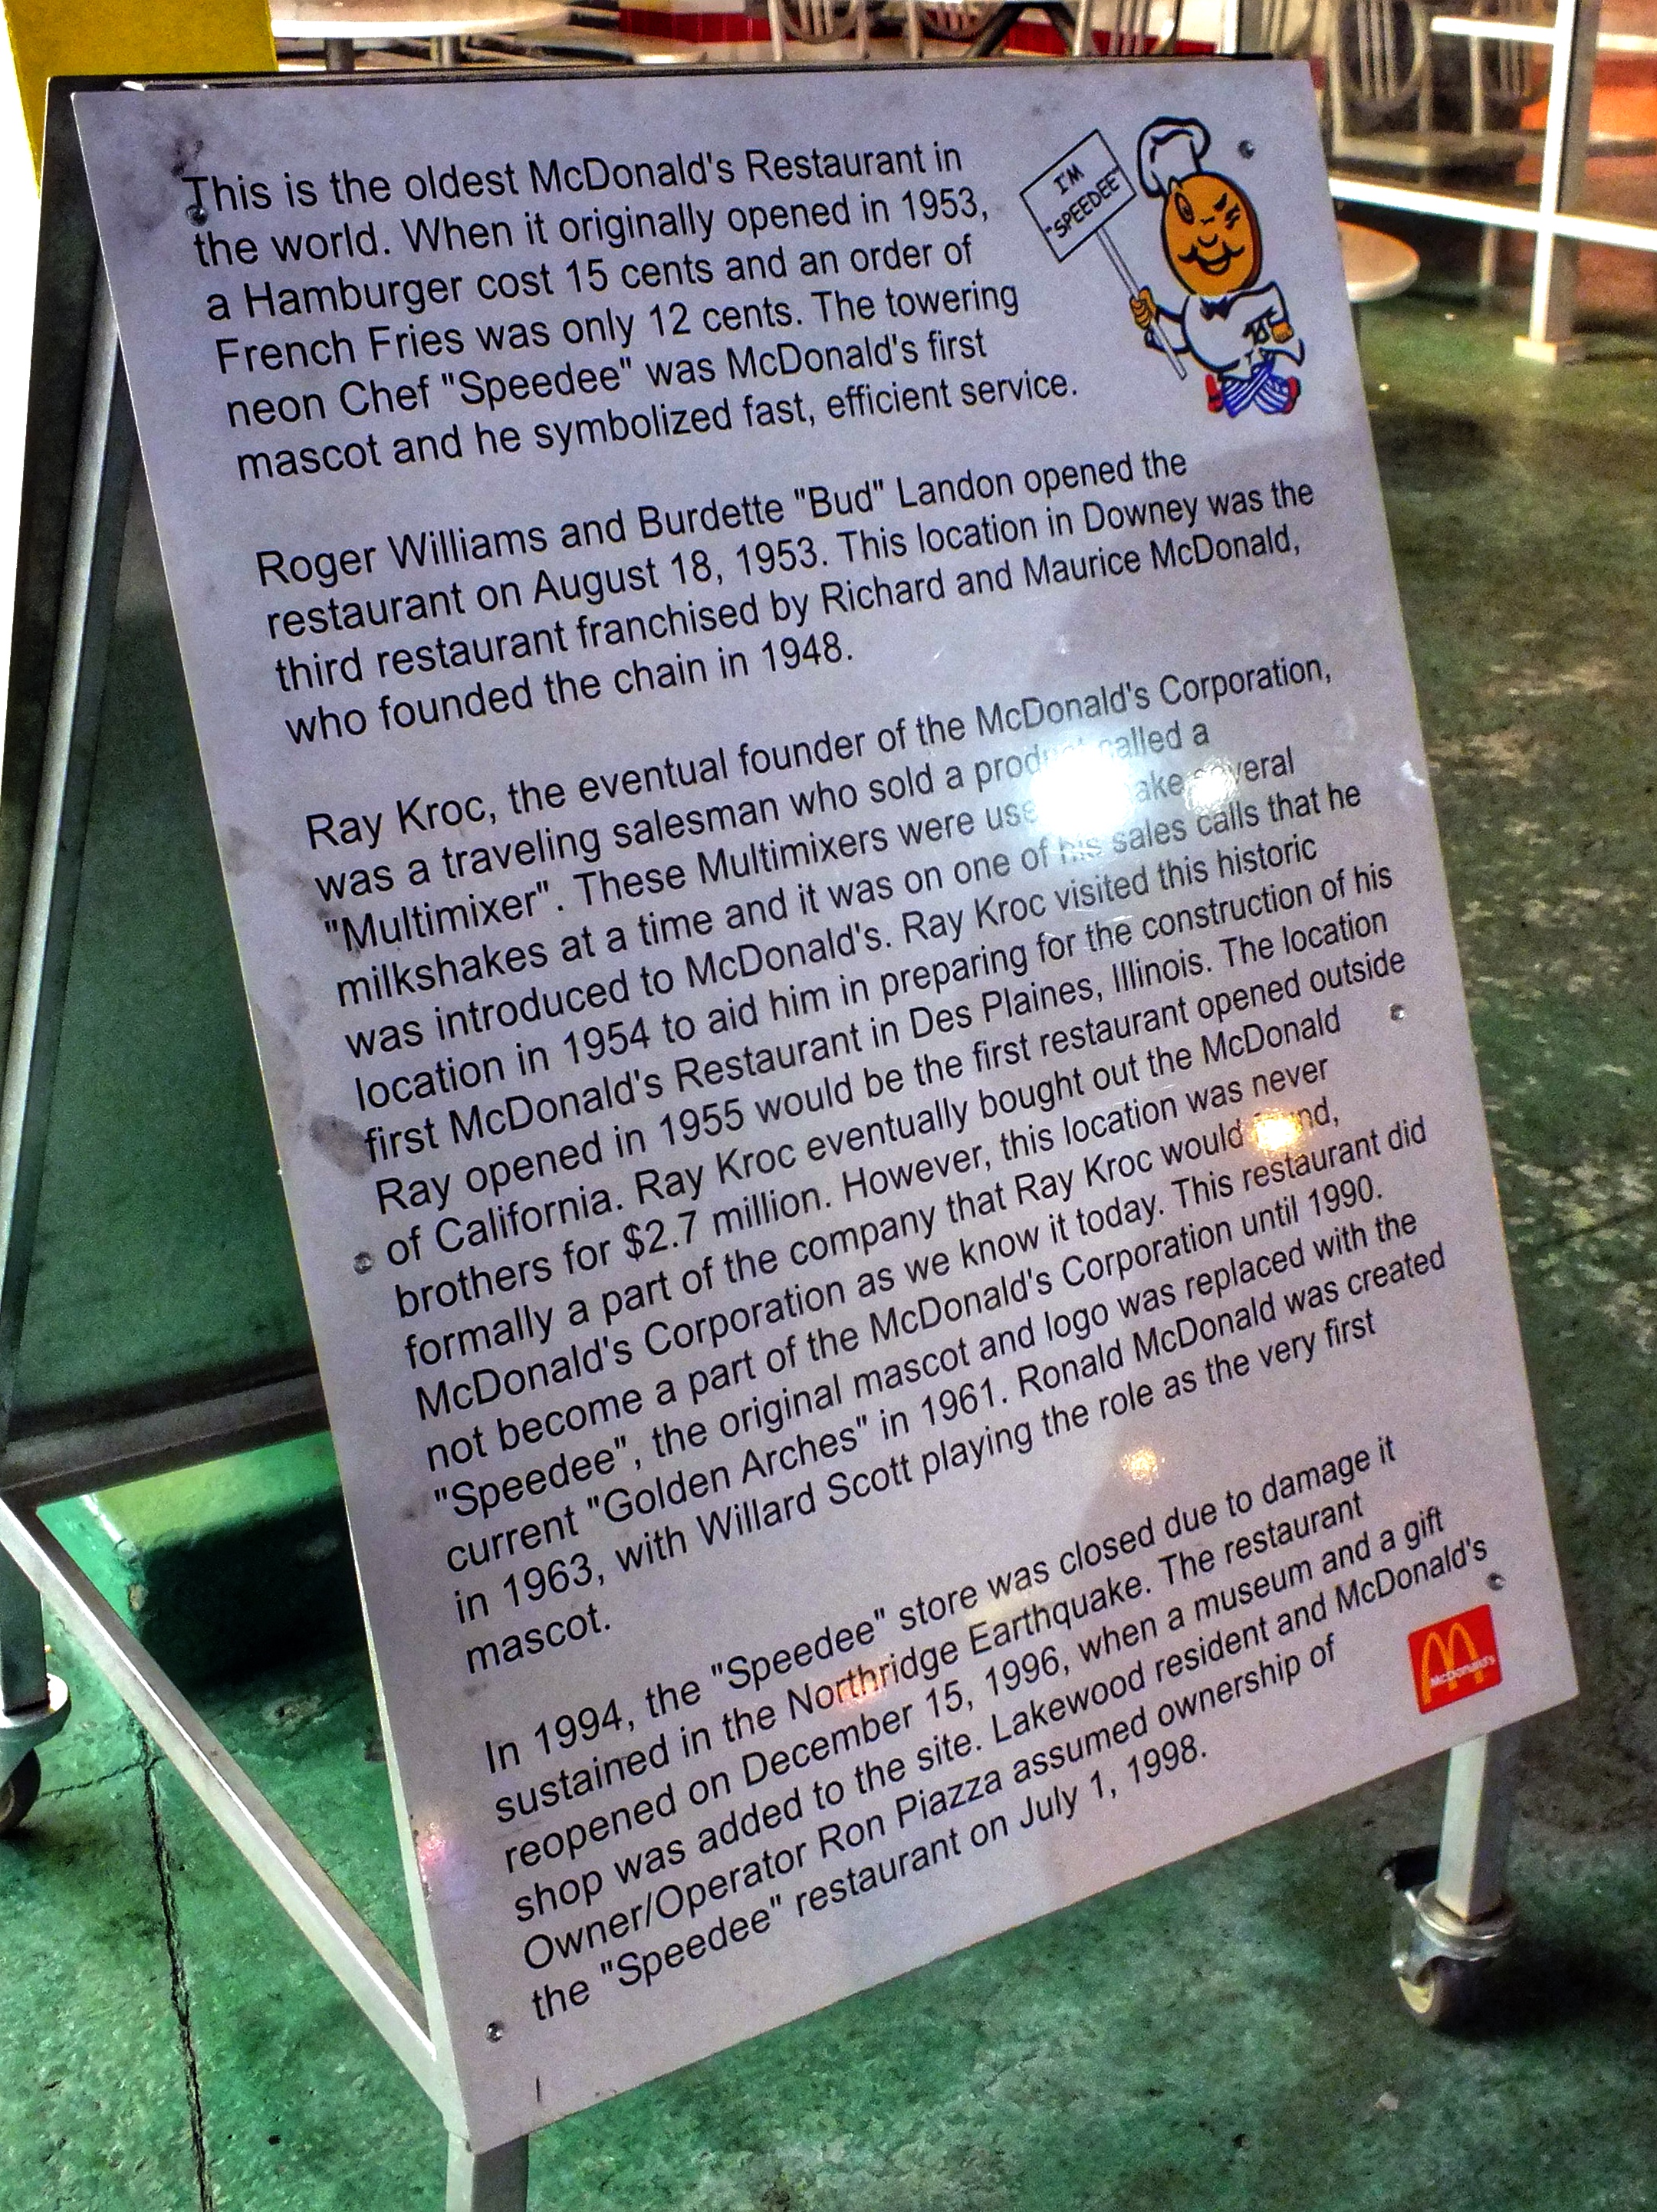 This is the oldest McDonald's Restaurant in
the world. When it originally opened in 1953,
a Hamburger cost 15 cents and an order of
French Fries was only 12 cents. The towering
neon Chef "Speedee" was McDonald's first
mascot and he symbolized fast, efficient service.
I'M
"SPEEDEE"
Roger Williams and Burdette "Bud" Landon opened the
restaurant on August 18, 1953. This location in Downey was the
third restaurant franchised by Richard and Maurice McDonald,
who founded the chain in 1948.
Ray Kroc, the eventual founder of the McDonald's Corporation,
was a traveling salesman who sold a product called a
"Multimixer". These Multimixers were several
milkshakes at a time and it was on one of his sales calls that he
was introduced to McDonald's. Ray Kroc visited this historic
location in 1954 to aid him in preparing for the construction of his
first McDonald's Restaurant in Des Plaines, Illinois. The location
Ray opened in 1955 would be the first restaurant opened outside
of California. Ray Kroc eventually bought out the McDonald
brothers for $2.7 million. However, this location was never
formally a part of the company that Ray Kroc would
McDonald's Corporation as we know it today. This restaurant did
not become a part of the McDonald's Corporation until 1990.
"Speedee", the original mascot and logo was replaced with the
current "Golden Arches" in 1961. Ronald McDonald was created
in 1963, with Willard Scott playing the role as the very first
mascot.
In 1994, the "Speedee" store was closed due to damage it
sustained in the Northridge Earthquake. The restaurant
reopened on December 15, 1996, when a museum and a gift
shop was added to the site. Lakewood resident and McDonald's
Owner/Operator Ron Piazza assumed ownership of
the "Speedee" restaurant on July 1, 1998.
McDonald's